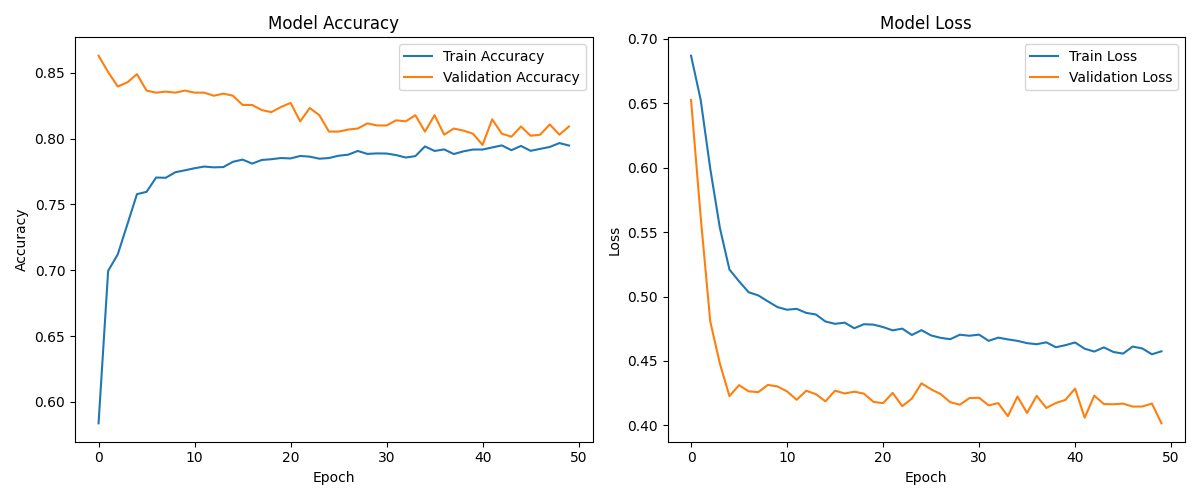 Model Accuracy
Train Accuracy
Validation Accuracy
0.85
0.80
0.75
0.70
0.65
0.60
Accuracy
0 10 20 30 40 50
Epoch
Model Loss
Train Loss
Validation Loss
0.70
0.65
0.60
0.55
0.50
0.45
0.40
Loss
0 10 20 30 40 50
Epoch